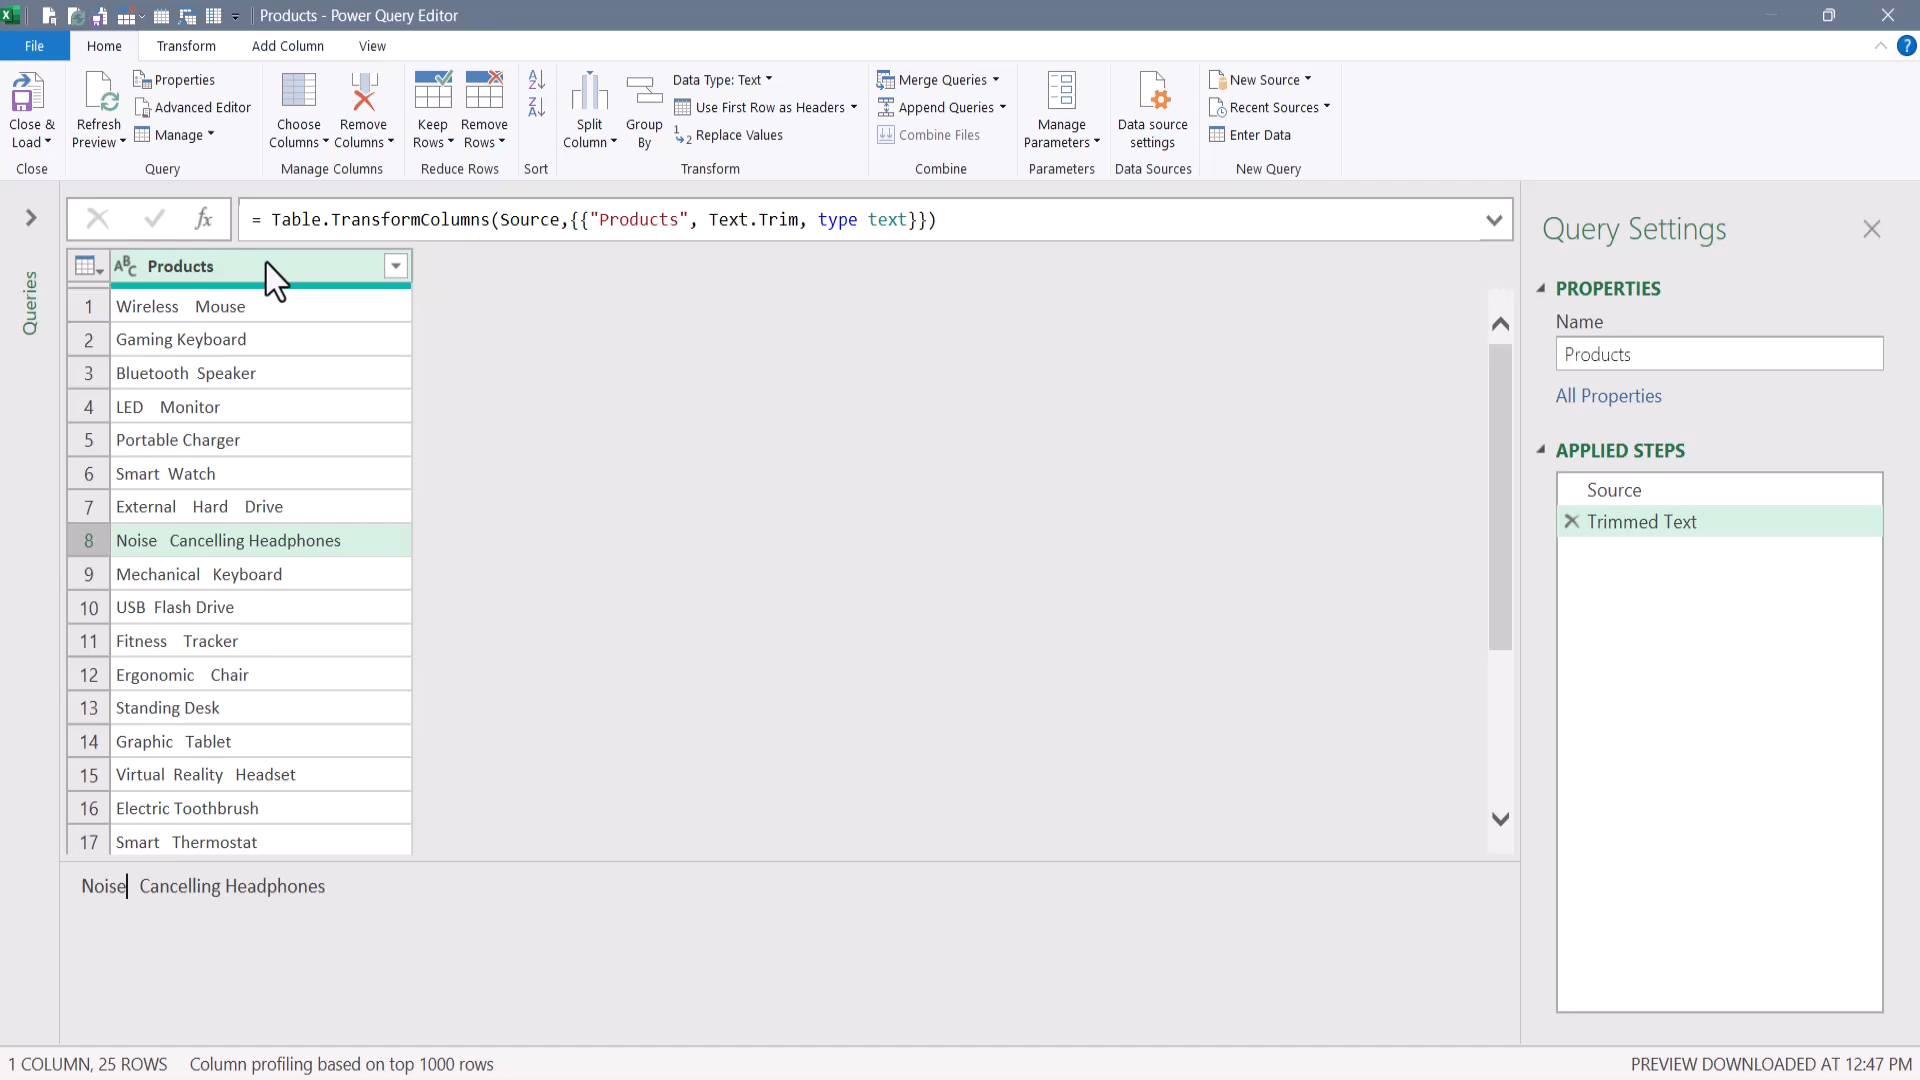 Products - Power Query Editor
File Home Transform Add Column View
Close & Load
Close
Refresh Preview
Properties
Advanced Editor
Manage
Query
Choose Columns
Remove Columns
Manage Columns
Keep Rows
Remove Rows
Reduce Rows
A Z
Z A
Sort
Split Column
Group By
Data Type: Text
Use First Row as Headers
1 2 Replace Values
Transform
Merge Queries
Append Queries
Combine Files
Combine
Manage Parameters
Parameters
Data source settings
Data Sources
New Source
Recent Sources
Enter Data
New Query
?
fx
= Table.TransformColumns(Source,{{"Products", Text.Trim, type text}})
Queries
ABC Products
1 Wireless    Mouse
2 Gaming Keyboard
3 Bluetooth  Speaker
4 LED    Monitor
5 Portable Charger
6 Smart  Watch
7 External    Hard    Drive
8 Noise   Cancelling Headphones
9 Mechanical   Keyboard
10 USB  Flash Drive
11 Fitness    Tracker
12 Ergonomic    Chair
13 Standing Desk
14 Graphic   Tablet
15 Virtual  Reality   Headset
16 Electric Toothbrush
17 Smart   Thermostat
Noise   Cancelling Headphones
Query Settings
PROPERTIES
Name
Products
All Properties
APPLIED STEPS
Source
Trimmed Text
1 COLUMN, 25 ROWS Column profiling based on top 1000 rows
PREVIEW DOWNLOADED AT 12:47 PM